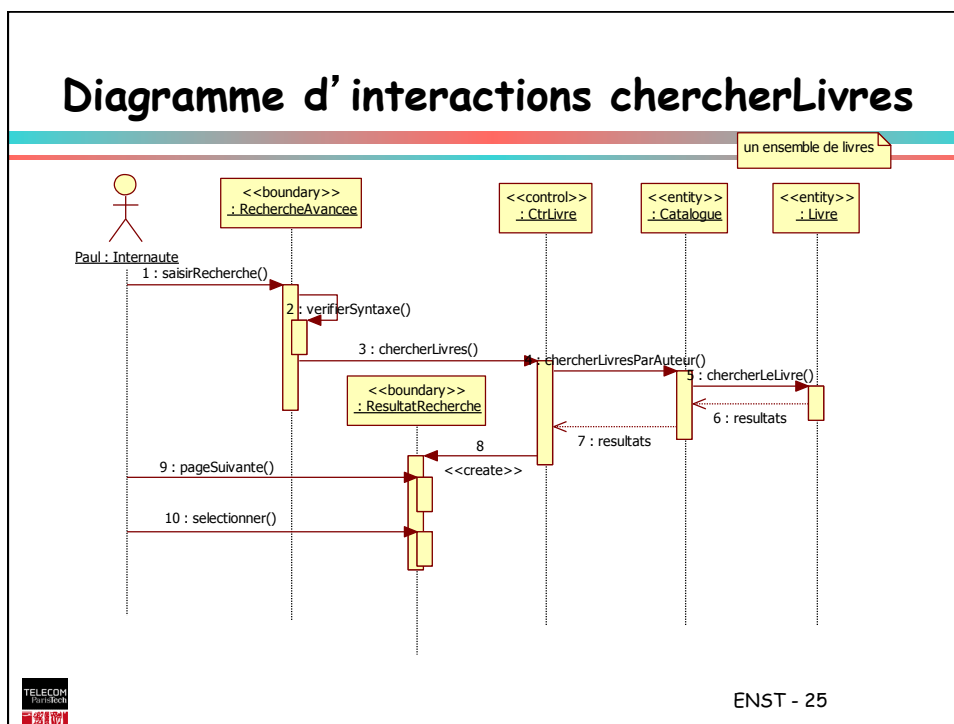 Diagramme d'interactions chercherLivres
un ensemble de livres
<<boundary>>
: RechercheAvancee
<<control>>
: CtrLivre
<<entity>>
: Catalogue
<<entity>>
: Livre
Paul : Internaute
1 : saisirRecherche()
2 : verifierSyntaxe()
3 : chercherLivres()
4 : chercherLivresParAuteur()
5 : chercherLeLivre()
<<boundary>>
: ResultatRecherche
6 : resultats
7 : resultats
8
<<create>>
9 : pageSuivante()
10 : selectionner()
TELECOM
ParisTech
ENST - 25